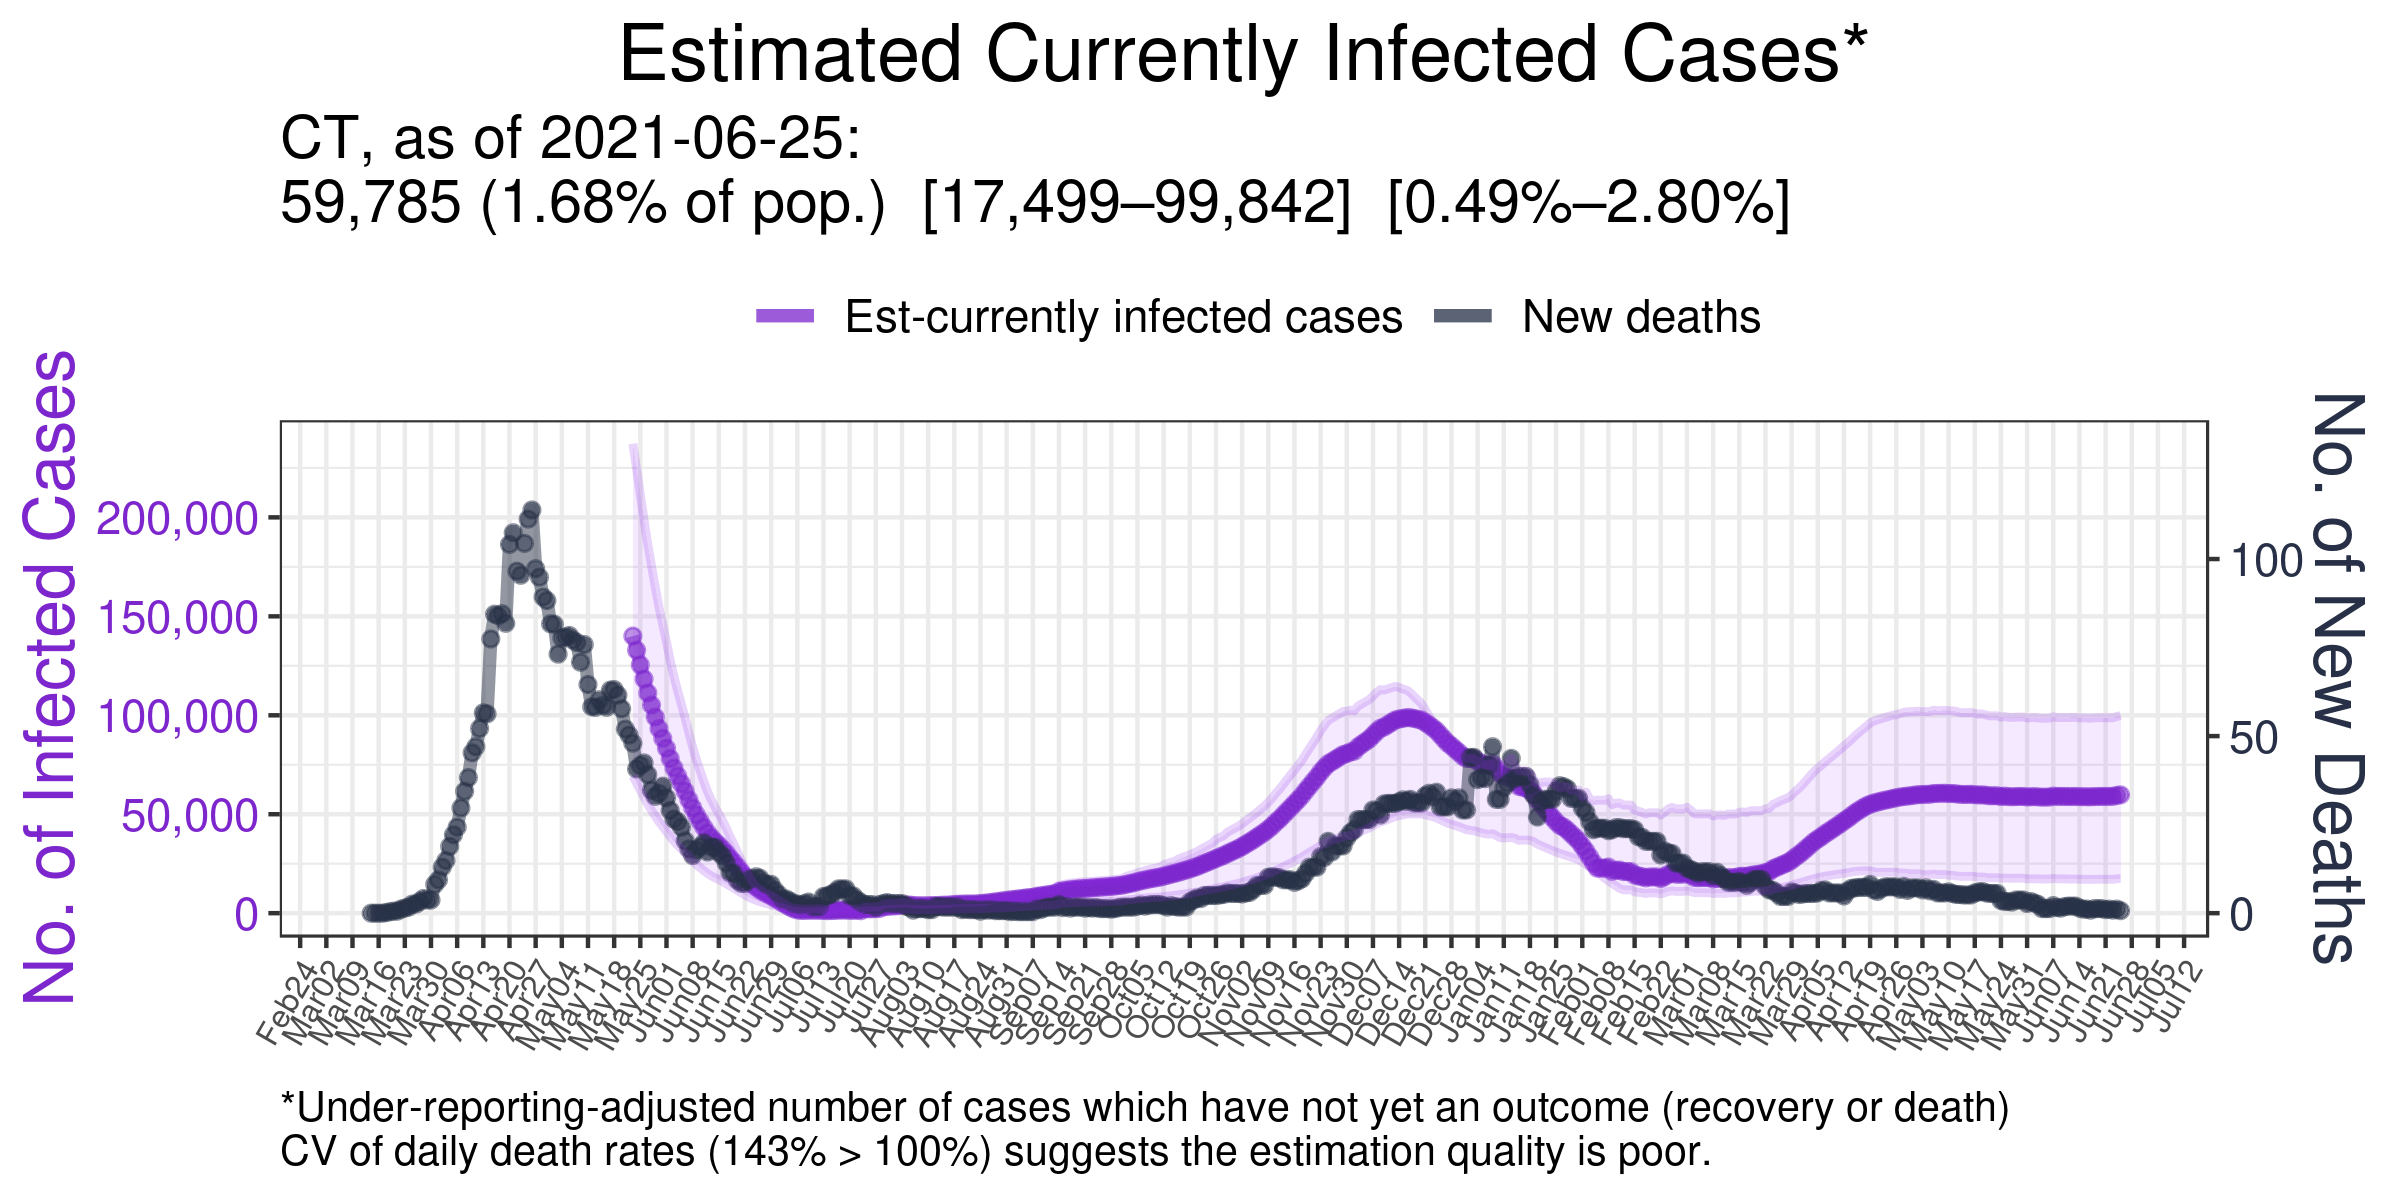 Estimated Currently Infected Cases*
CT, as of 2021-06-25:
59,785 (1.68% of pop.) [17,499–99,842] [0.49%–2.80%]
Est-currently infected cases
New deaths
No. of Infected Cases
200,000
150,000
100,000
50,000
0
100
50
0
No. of New Deaths
Feb24
Mar02
Mar09
Mar16
Mar23
Mar30
Apr06
Apr13
Apr20
Apr27
May04
May11
May18
May25
Jun01
Jun08
Jun15
Jun22
Jun29
Jul06
Jul13
Jul20
Jul27
Aug03
Aug10
Aug17
Aug24
Aug31
Sep07
Sep14
Sep21
Sep28
Oct05
Oct12
Oct19
Oct26
Nov02
Nov09
Nov16
Nov23
Nov30
Dec07
Dec14
Dec21
Dec28
Jan04
Jan11
Jan18
Jan25
Feb01
Feb08
Feb15
Feb22
Mar01
Mar08
Mar15
Mar22
Mar29
Apr05
Apr12
Apr19
Apr26
May03
May10
May17
May24
May31
Jun07
Jun14
Jun21
Jun28
Jul05
Jul12
*Under-reporting-adjusted number of cases which have not yet an outcome (recovery or death)
CV of daily death rates (143% > 100%) suggests the estimation quality is poor.